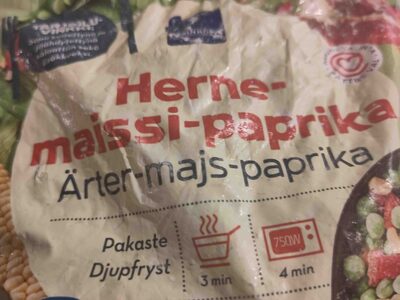 Herne-
maissi-paprika
Ärter-majs-paprika
Pakaste
Djupfryst
3 min
750W
4 min